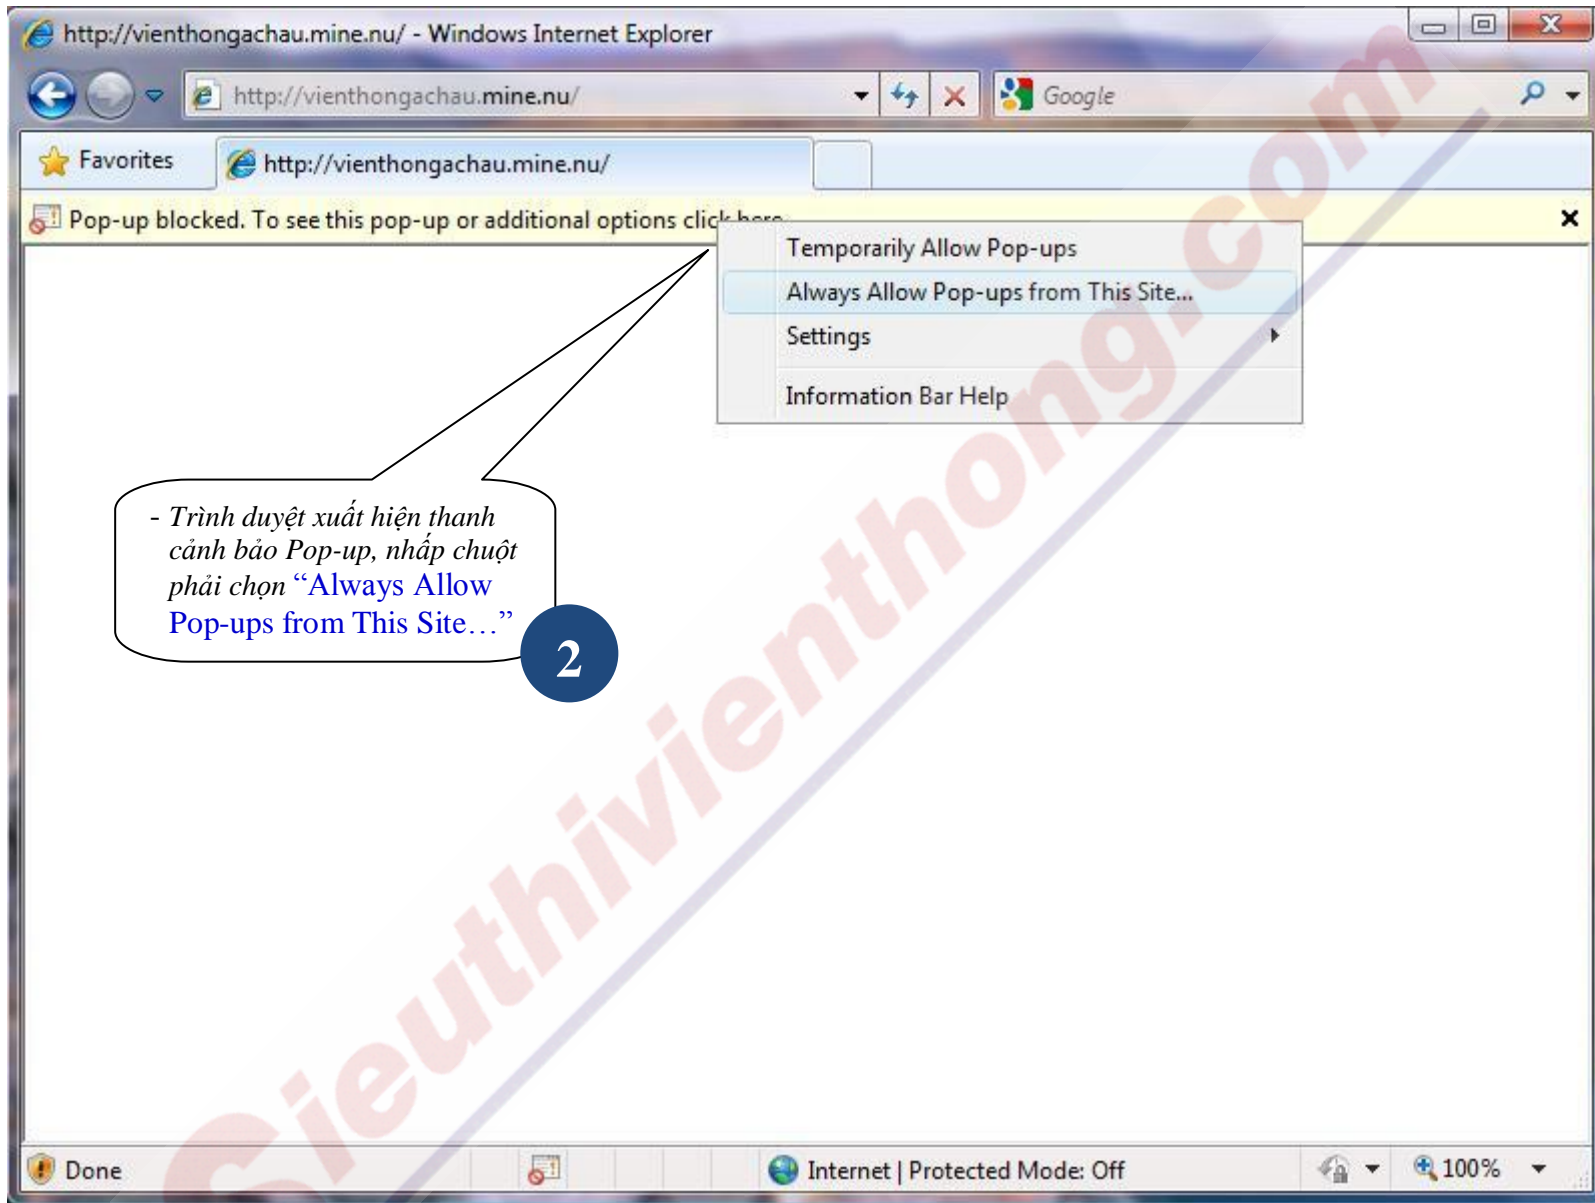 http://vienthongachau.mine.nu/ - Windows Internet Explorer
http://vienthongachau.mine.nu/
Google
Favorites
http://vienthongachau.mine.nu/
Pop-up blocked. To see this pop-up or additional options click here
Temporarily Allow Pop-ups
Always Allow Pop-ups from This Site...
Settings
Information Bar Help
- Trình duyệt xuất hiện thanh
cảnh bảo Pop-up, nhấp chuột
phải chọn “Always Allow
Pop-ups from This Site…”
2
Sieuthivienthong.com
Done
Internet | Protected Mode: Off
100%